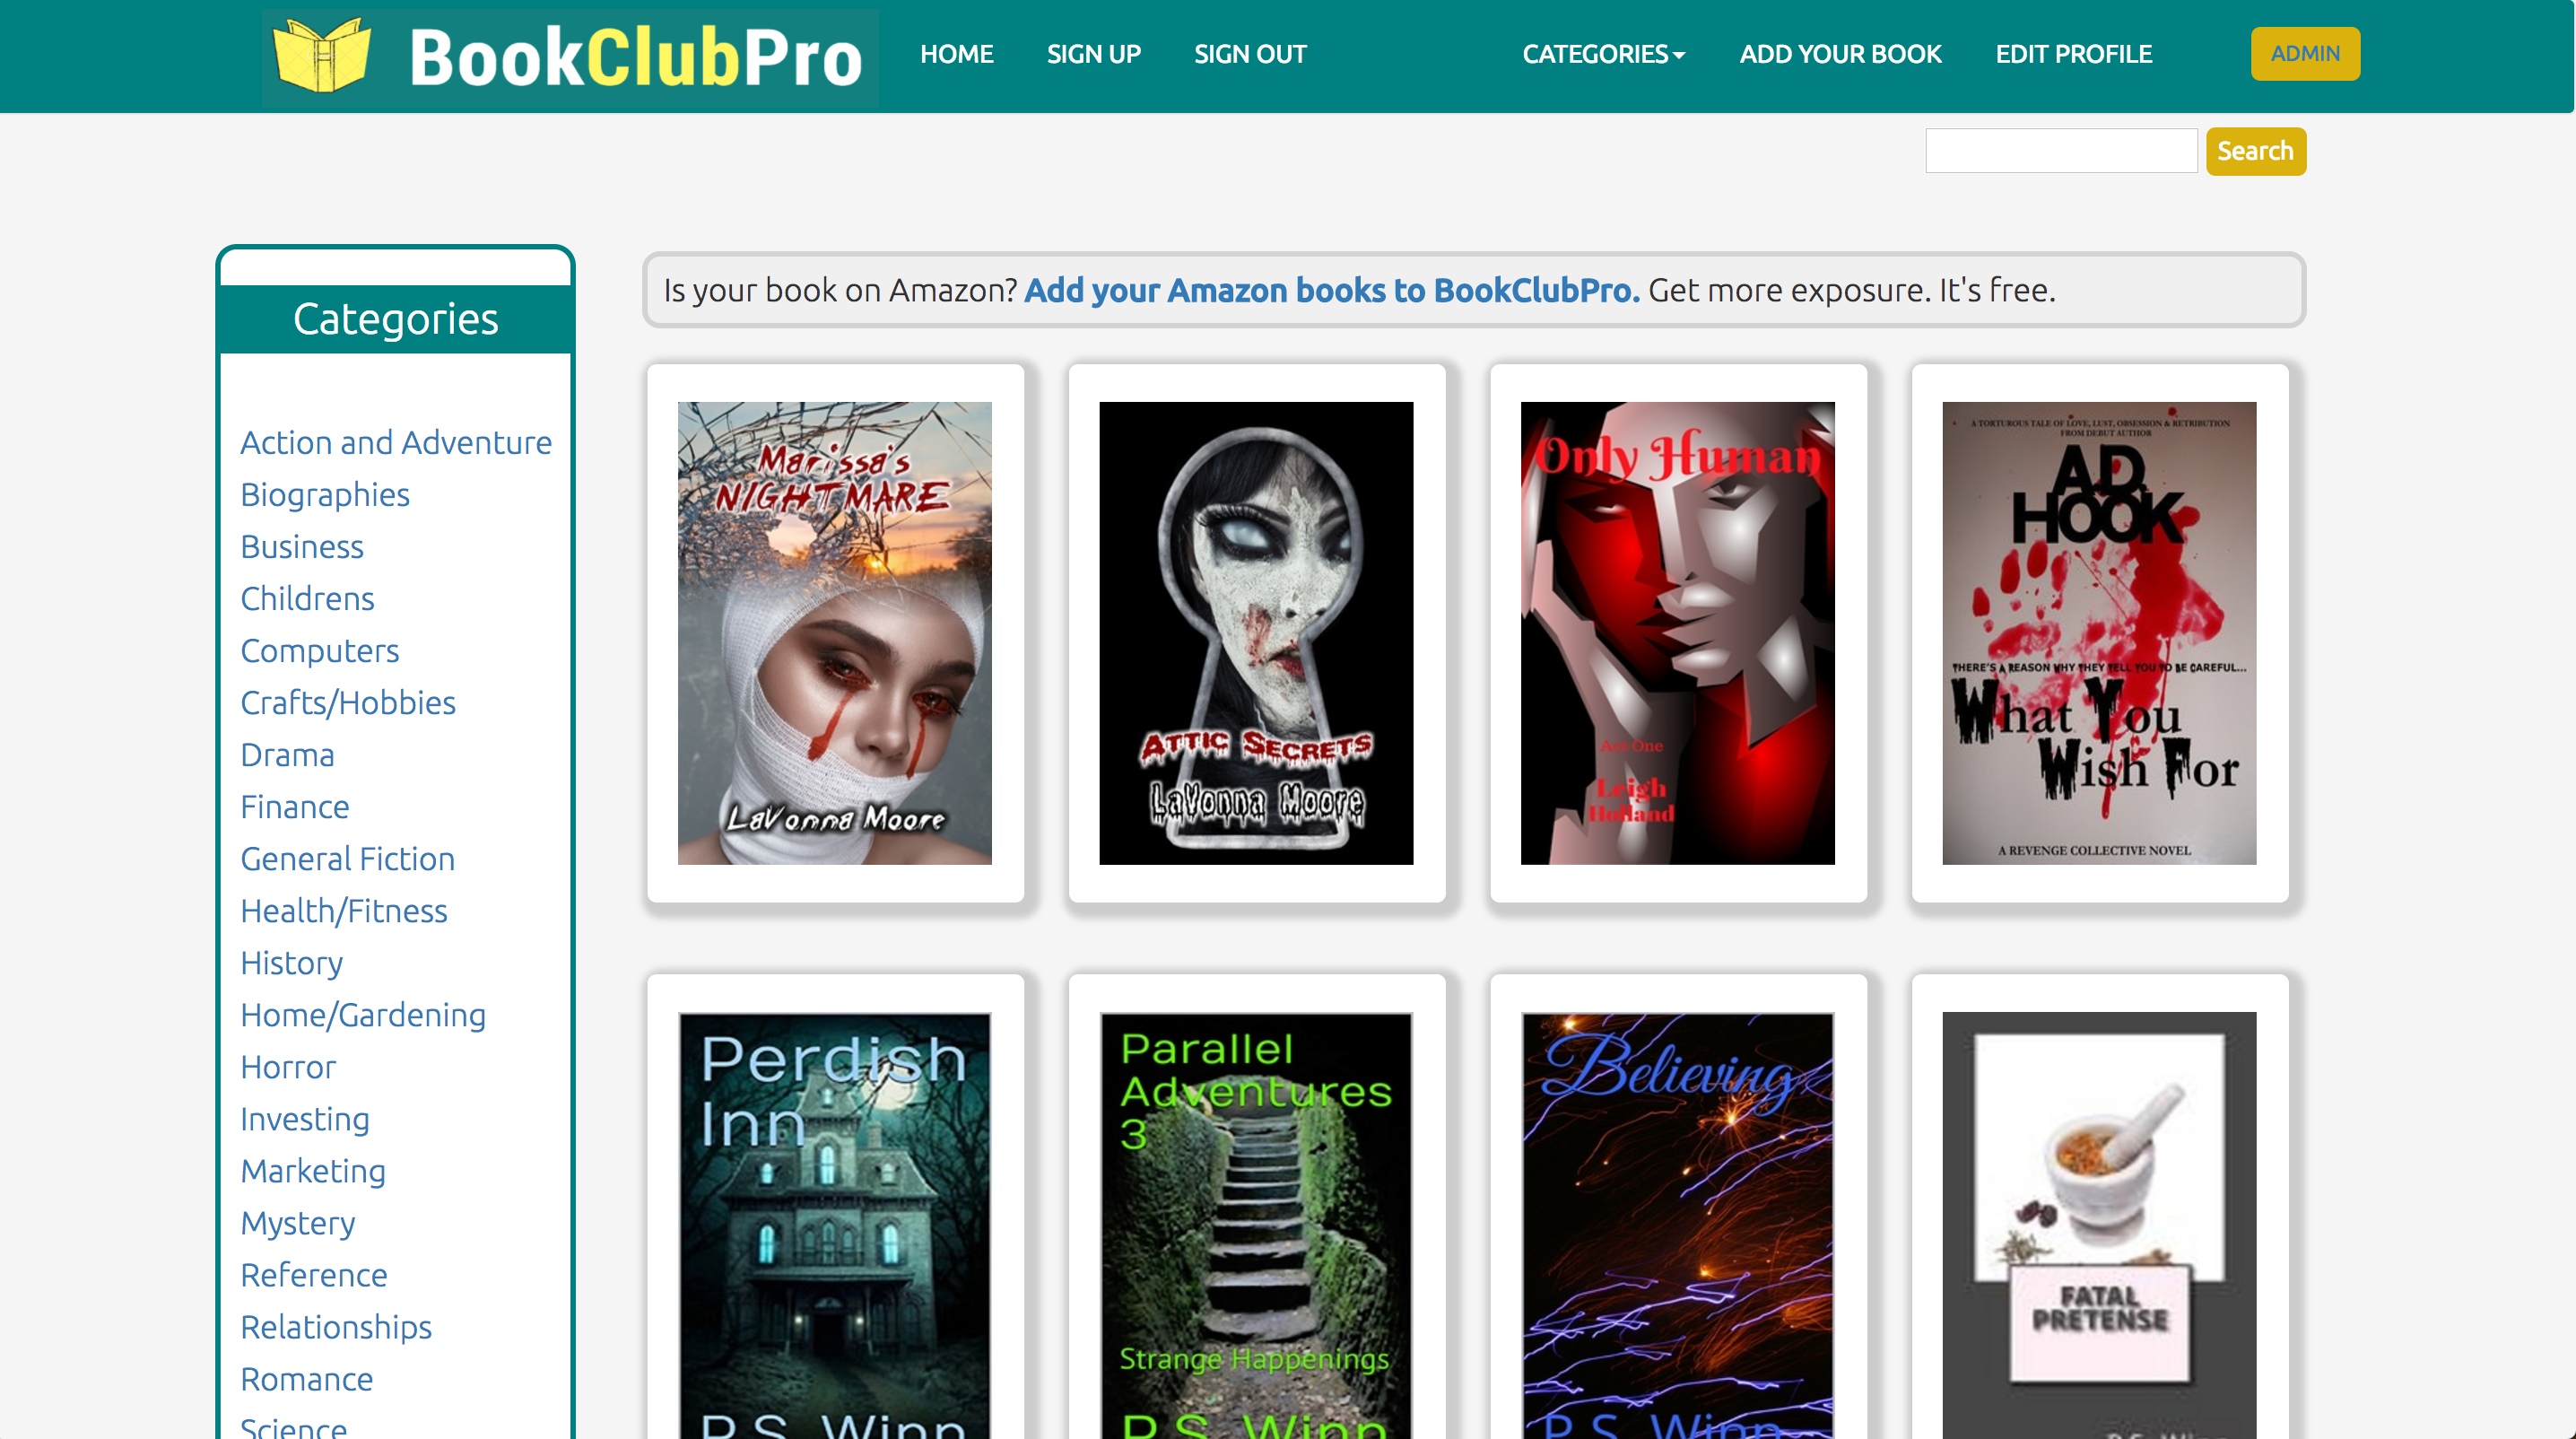 BookClubPro
HOME
SIGN UP
SIGN OUT
CATEGORIES
ADD YOUR BOOK
EDIT PROFILE
ADMIN
Search
Categories
Action and Adventure
Biographies
Business
Childrens
Computers
Crafts/Hobbies
Drama
Finance
General Fiction
Health/Fitness
History
Home/Gardening
Horror
Investing
Marketing
Mystery
Reference
Relationships
Romance
Science
Is your book on Amazon? Add your Amazon books to BookClubPro. Get more exposure. It's free.
Marissa's
NIGHTMARE
LaVonna Moore
ATTIC SECRETS
LaVonna Moore
Only Human
Act One
Leigh
Holland
A TORTUROUS TALE OF LOVE, LUST, OBSESSION & RETRIBUTION
FROM DEBUT AUTHOR
AD
HOOK
THERE'S A REASON WHY THEY TELL YOU TO BE CAREFUL...
What You
Wish For
A REVENGE COLLECTIVE NOVEL
Perdish
Inn
P.S. Winn
Parallel
Adventures
3
Strange Happenings
P.S. Winn
Believing
P.S. Winn
FATAL
PRETENSE
P.S. Winn